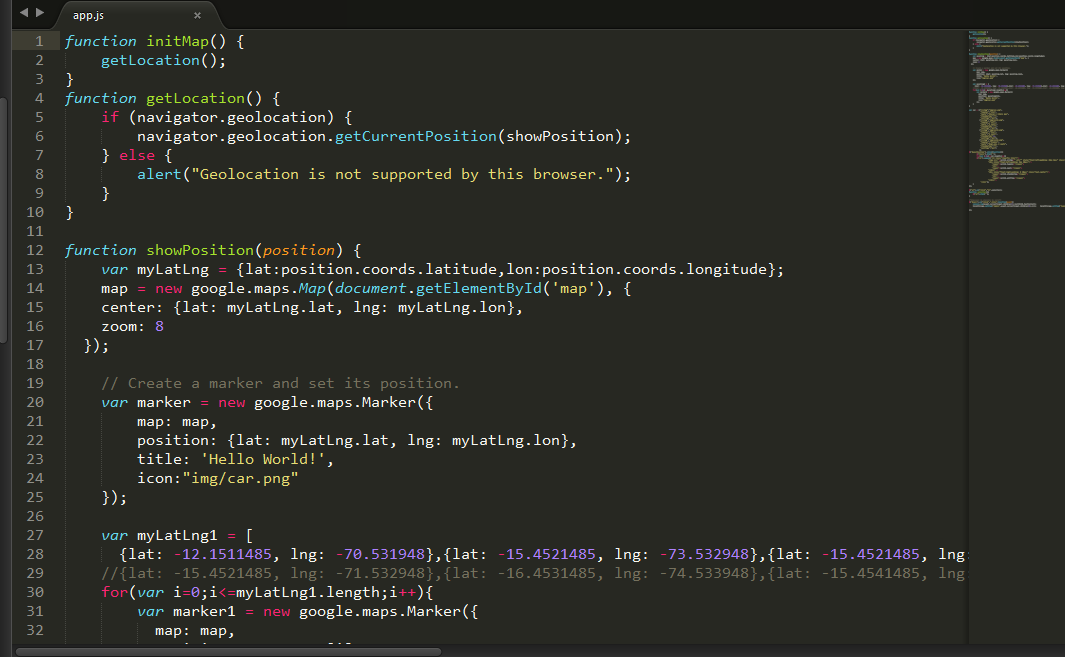 app.js ×
1 function initMap() {
2     getLocation();
3 }
4 function getLocation() {
5     if (navigator.geolocation) {
6         navigator.geolocation.getCurrentPosition(showPosition);
7     } else {
8         alert("Geolocation is not supported by this browser.");
9     }
10 }
11
12 function showPosition(position) {
13     var myLatLng = {lat:position.coords.latitude,lon:position.coords.longitude};
14     map = new google.maps.Map(document.getElementById('map'), {
15     center: {lat: myLatLng.lat, lng: myLatLng.lon},
16     zoom: 8
17   });
18
19     // Create a marker and set its position.
20     var marker = new google.maps.Marker({
21         map: map,
22         position: {lat: myLatLng.lat, lng: myLatLng.lon},
23         title: 'Hello World!',
24         icon:"img/car.png"
25     });
26
27     var myLatLng1 = [
28       {lat: -12.1511485, lng: -70.531948},{lat: -15.4521485, lng: -73.532948},{lat: -15.4521485, lng:
29     //{lat: -15.4521485, lng: -71.532948},{lat: -16.4531485, lng: -74.533948},{lat: -15.4541485, lng
30     for(var i=0;i<=myLatLng1.length;i++){
31         var marker1 = new google.maps.Marker({
32           map: map,